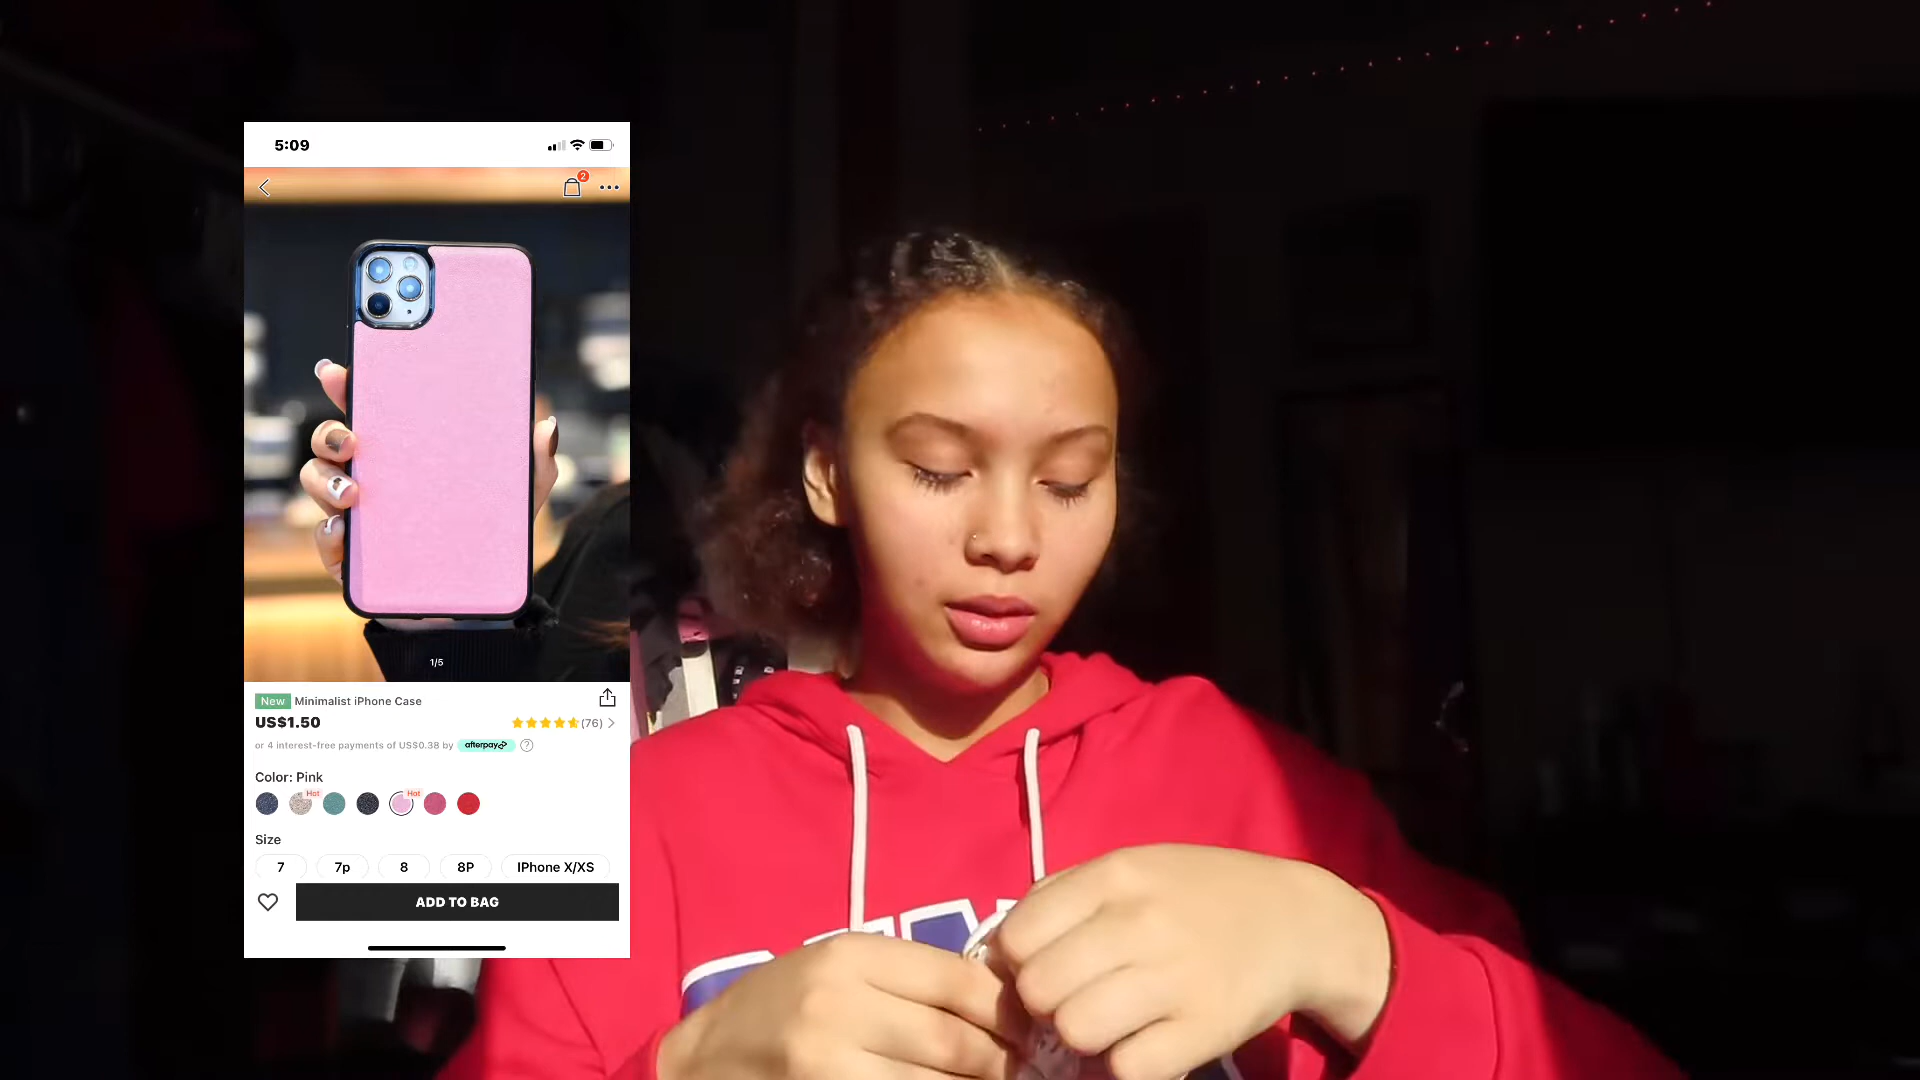 5:09
2
1/5
New Minimalist iPhone Case
US$1.50
(76)
or 4 interest-free payments of US$0.38 by afterpay
?
Color: Pink
Hot
Hot
Size
7
7p
8
8P
IPhone X/XS
ADD TO BAG